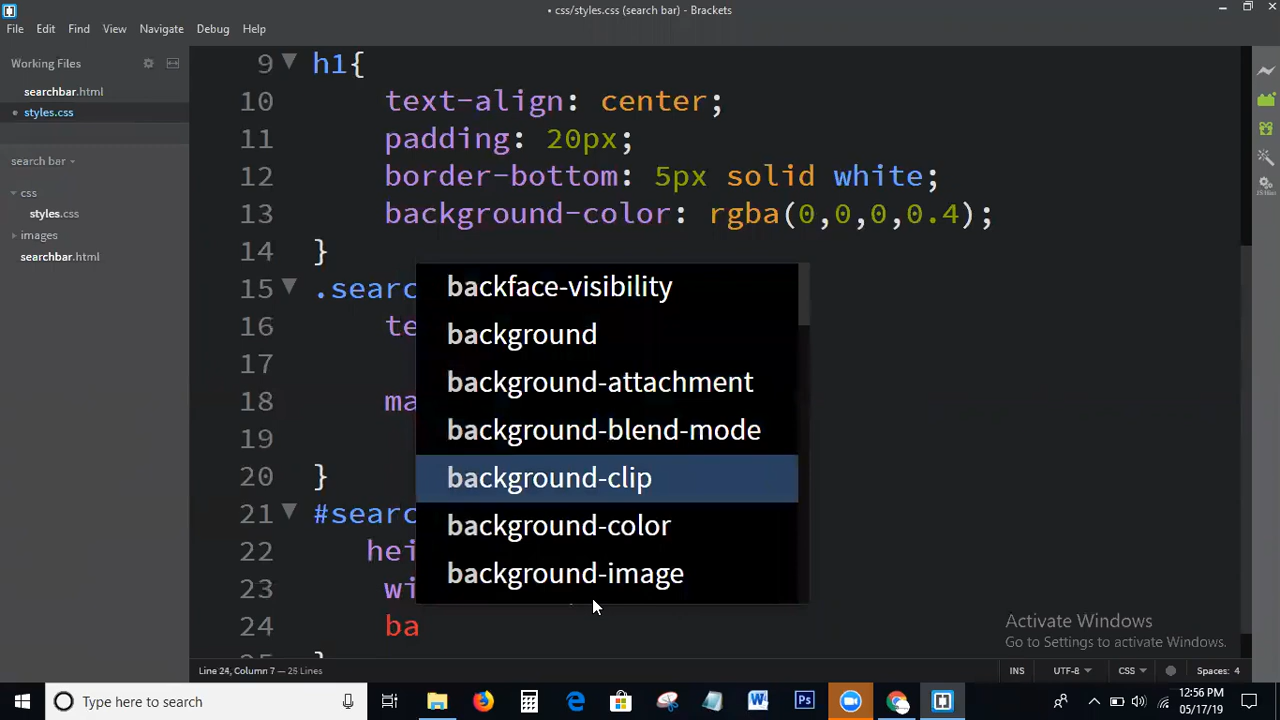 • css/styles.css (search bar) - Brackets
File Edit Find View Navigate Debug Help
Working Files
searchbar.html
• styles.css
search bar
css
styles.css
images
searchbar.html
9 h1{
10 text-align: center;
11 padding: 20px;
12 border-bottom: 5px solid white;
13 background-color: rgba(0,0,0,0.4);
14 }
15 .searc
16 te
17
18 ma
19
20 }
21 #searc
22 hei
23 wi
24 ba
25 }
backface-visibility
background
background-attachment
background-blend-mode
background-clip
background-color
background-image
Activate Windows
Go to Settings to activate Windows.
Line 24, Column 7 — 25 Lines
INS UTF-8 CSS Spaces: 4
Type here to search
12:56 PM
05/17/19